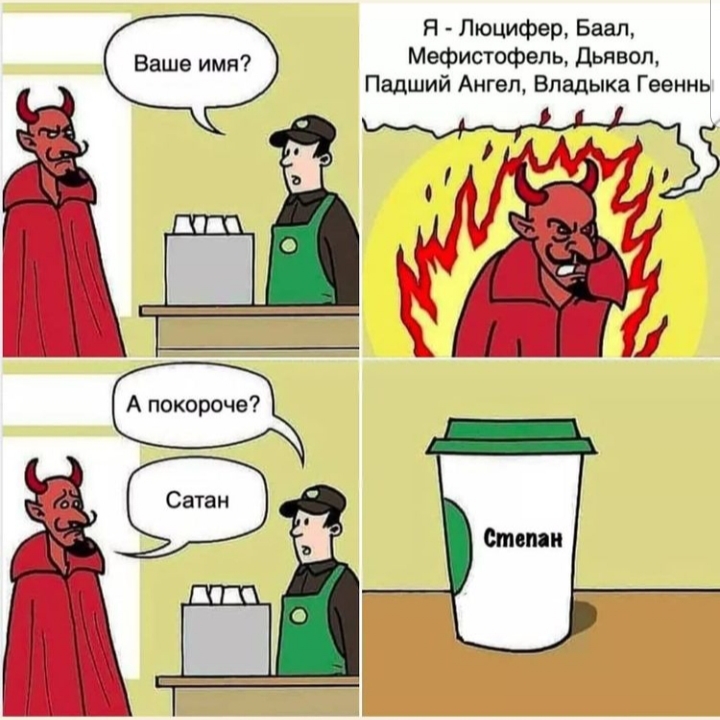 Ваше имя?
Я - Люцифер, Баал,
Мефистофель, Дьявол,
Падший Ангел, Владыка Геенны
А покороче?
Сатан
Степан